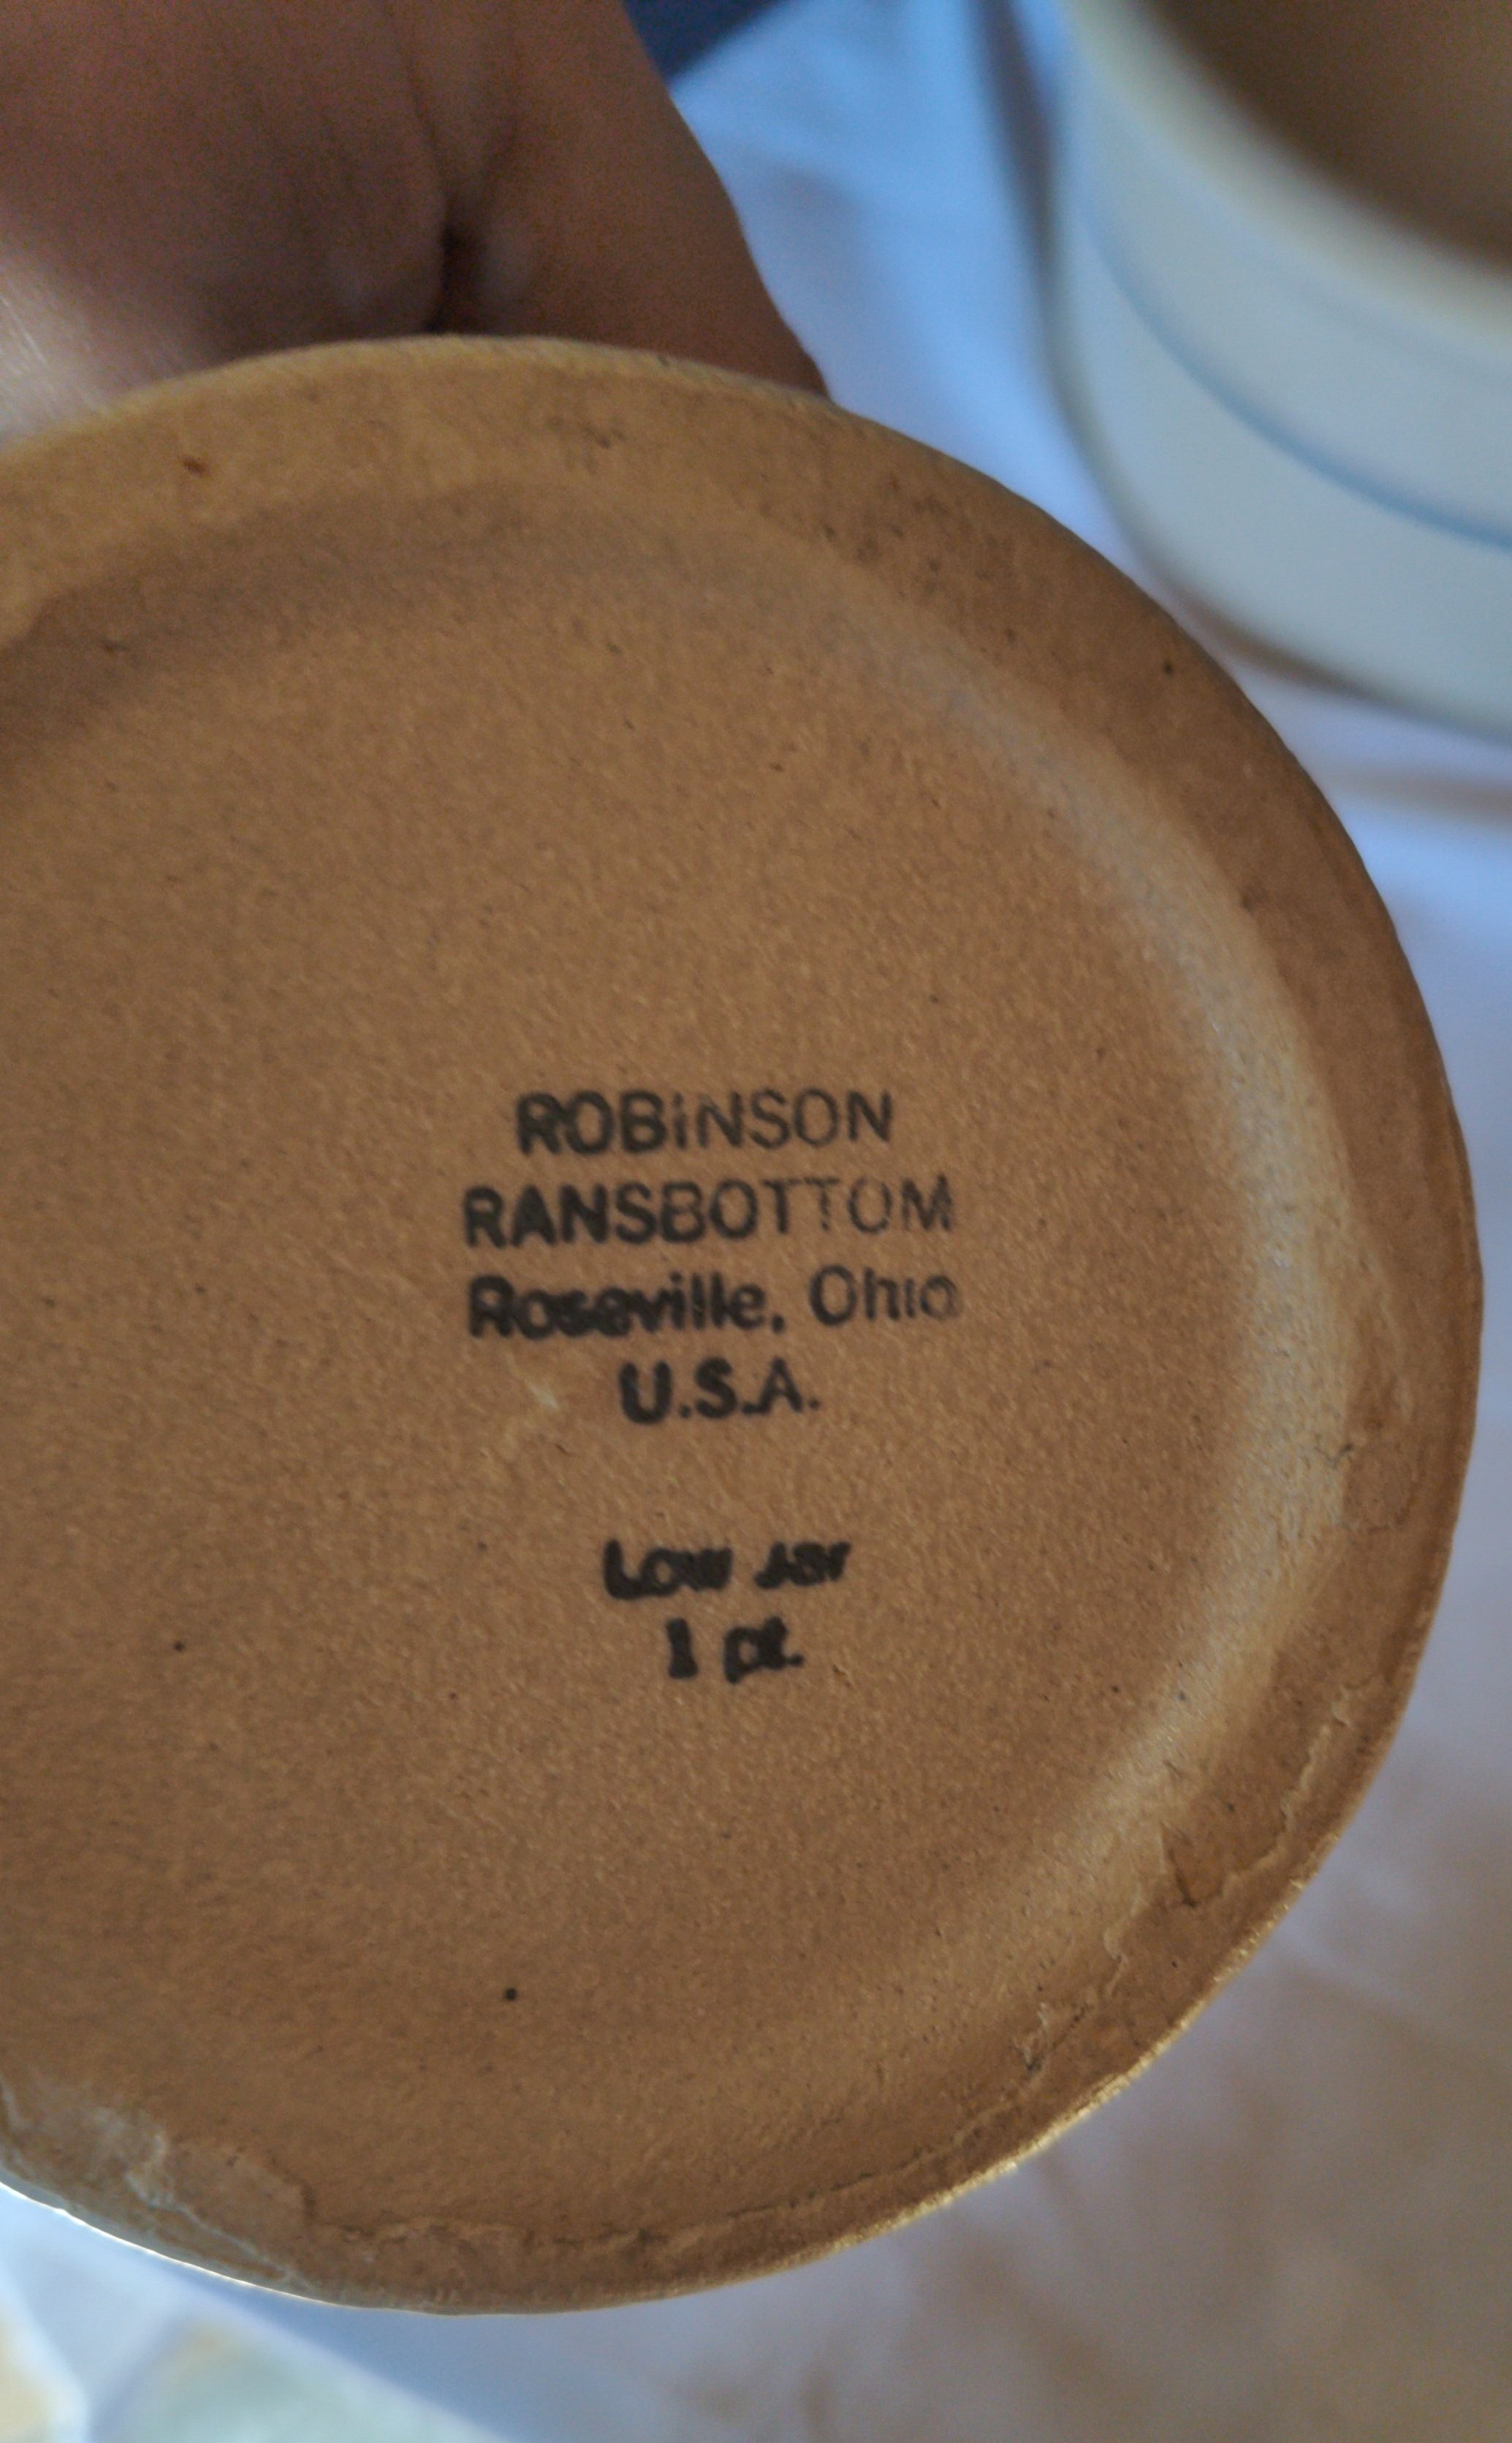 ROBINSON
RANSBOTTOM
Roseville, Ohio
U.S.A.
Low Jar
1 pt.